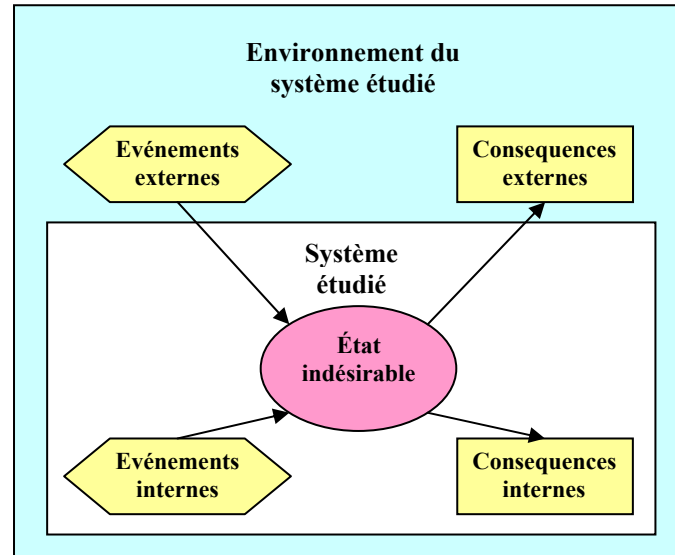 Environnement du
système étudié
Evénements
externes
Consequences
externes
Système
étudié
État
indésirable
Evénements
internes
Consequences
internes